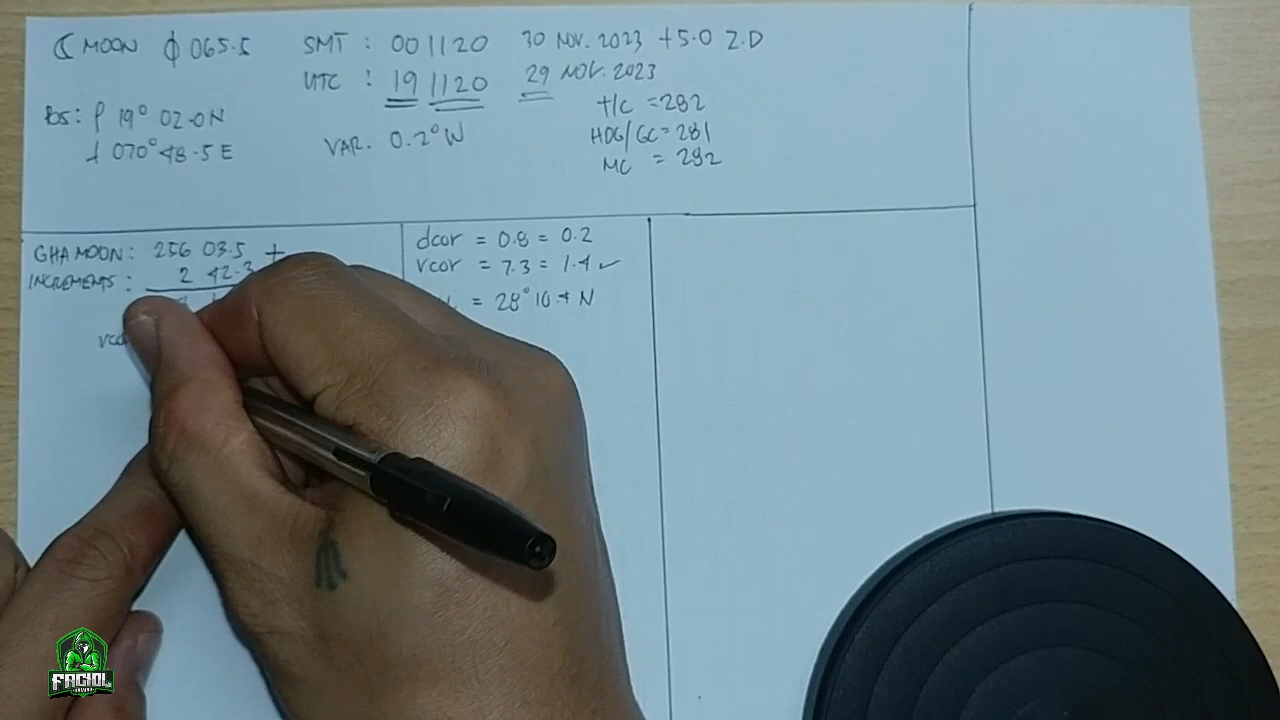 ☾ MOON ⌽ 065.5
SMT : 001120 30 NOV. 2023 +5.0 Z.D
UTC : 191120 29 NOV. 2023
Bs: φ 19° 02.0N
λ 070° 48.5 E
VAR. 0.2° W
T/C = 282
HDG/GC = 281
MC = 282
GHA MOON: 256 03.5 +
INCREMENTS : 2 42.3
vco
dcor = 0.8 = 0.2
vcor = 7.3 = 1.4 ✓
= 28° 10.4 N
FACIOL